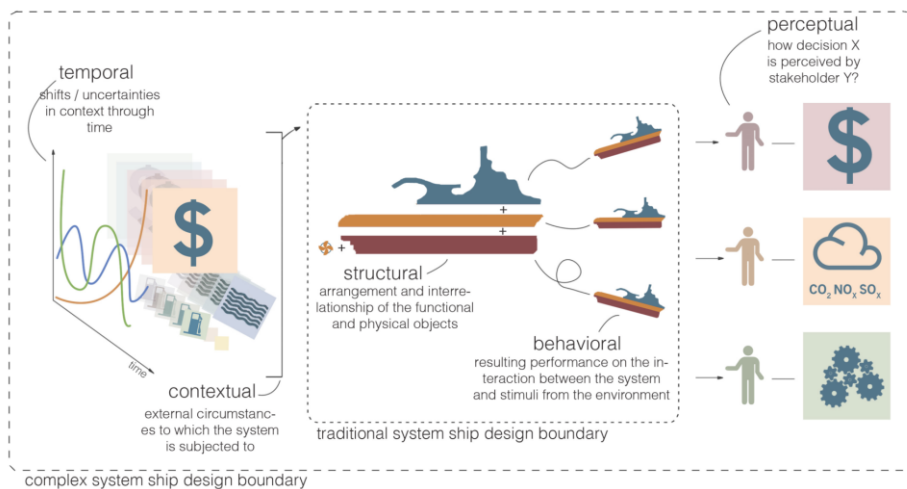 temporal
shifts / uncertainties
in context through
time
$
time
contextual
external circumstanc-
es to which the system
is subjected to
+
+
+
structural
arrangement and interre-
lationship of the functional
and physical objects
behavioral
resulting performance on the in-
teraction between the system
and stimuli from the environment
traditional system ship design boundary
perceptual
how decision X
is perceived by
stakeholder Y?
$
CO₂ NOₓ SOₓ
complex system ship design boundary